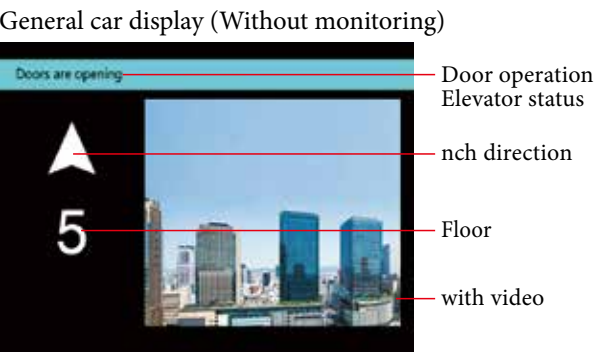 General car display (Without monitoring)
Doors are opening
Door operation
Elevator status
nch direction
5
Floor
with video